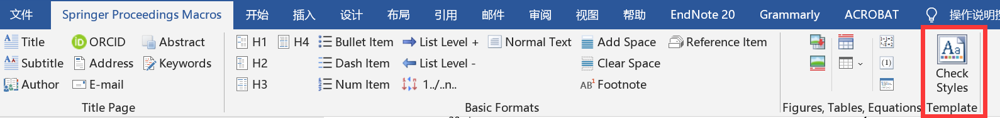 文件 Springer Proceedings Macros 开始 插入 设计 布局 引用 邮件 审阅 视图 帮助 EndNote 20 Grammarly ACROBAT 操作说明搜
Title ORCID Abstract H1 H4 Bullet Item List Level + Normal Text Add Space Reference Item
Subtitle Address Keywords H2 Dash Item List Level - Clear Space
Author E-mail H3 Num Item 1../..n.. AB1 Footnote
Check
Styles
Title Page Basic Formats Figures, Tables, Equations Template